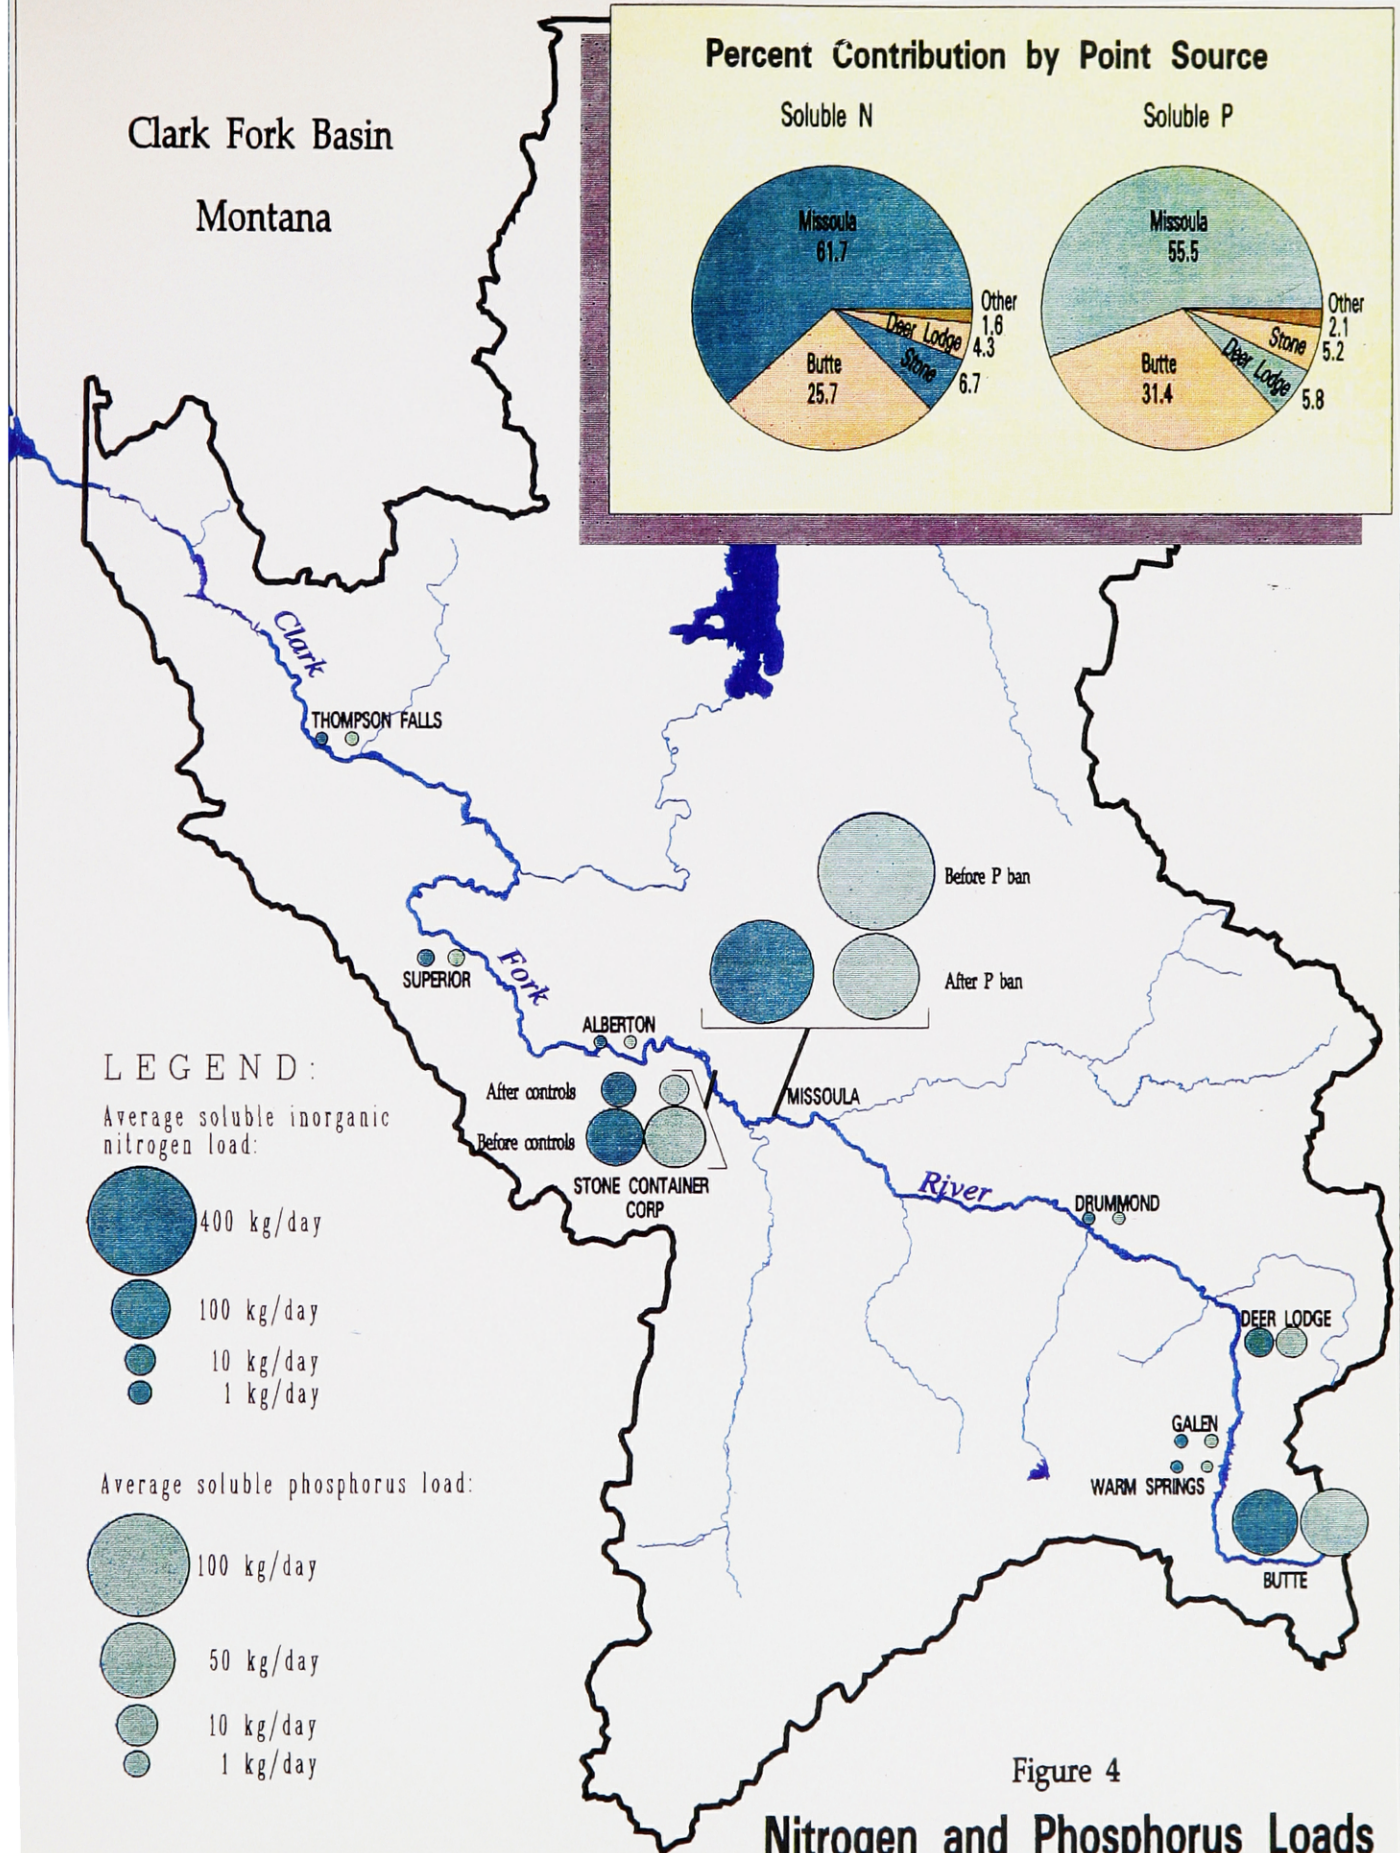 Clark Fork Basin
Montana
Percent Contribution by Point Source
Soluble N
Soluble P
Missoula
61.7
Other
1.6
Deer Lodge
4.3
Stone
6.7
Butte
25.7
Missoula
55.5
Other
2.1
Stone
5.2
Deer Lodge
5.8
Butte
31.4
Clark
THOMPSON FALLS
Before P ban
After P ban
SUPERIOR
Fork
ALBERTON
After controls
Before controls
STONE CONTAINER
CORP
MISSOULA
River
DRUMMOND
DEER LODGE
GALEN
WARM SPRINGS
BUTTE
LEGEND:
Average soluble inorganic
nitrogen load:
400 kg/day
100 kg/day
10 kg/day
1 kg/day
Average soluble phosphorus load:
100 kg/day
50 kg/day
10 kg/day
1 kg/day
Figure 4
Nitrogen and Phosphorus Loads